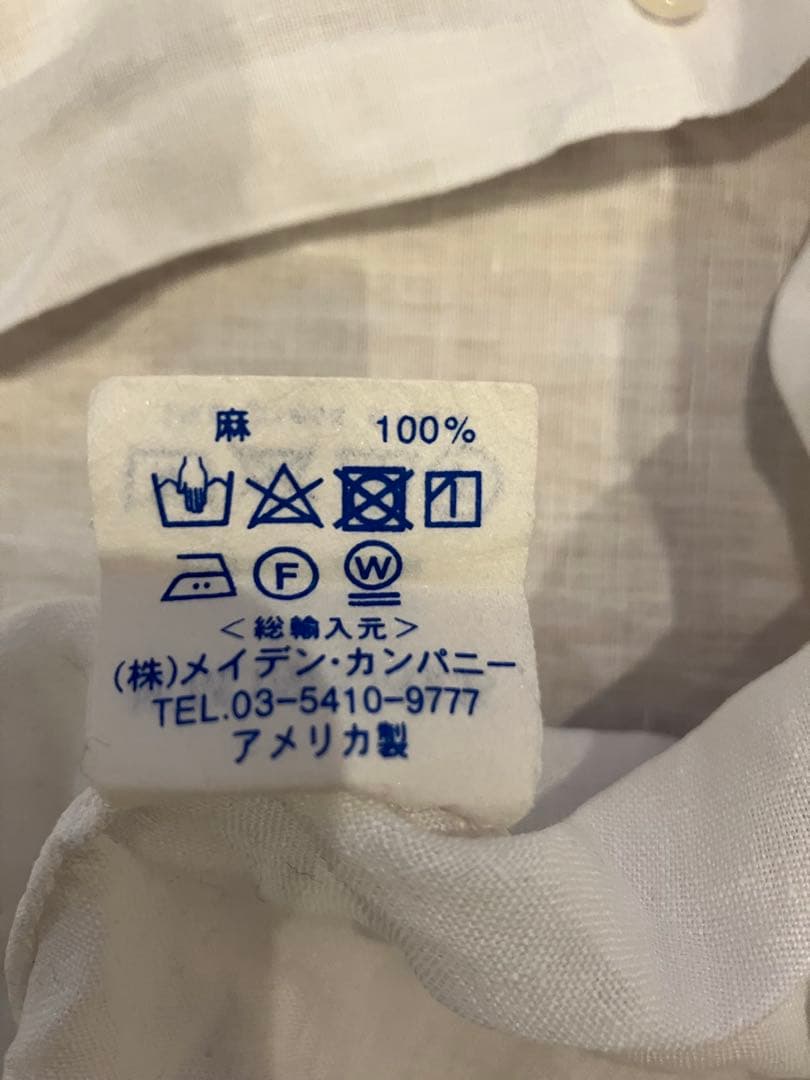 麻 100%
F W
<総輸入元>
(株)メイデン・カンパニー
TEL.03-5410-9777
アメリカ製